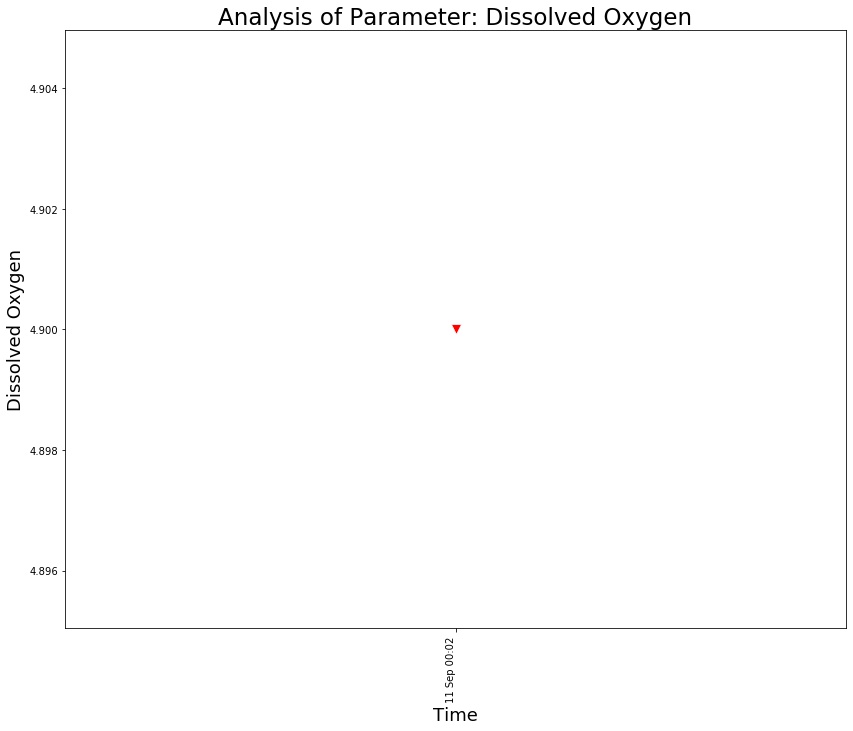 Analysis of Parameter: Dissolved Oxygen
4.904
4.902
4.900
4.898
4.896
Dissolved Oxygen
11 Sep 00:02
Time